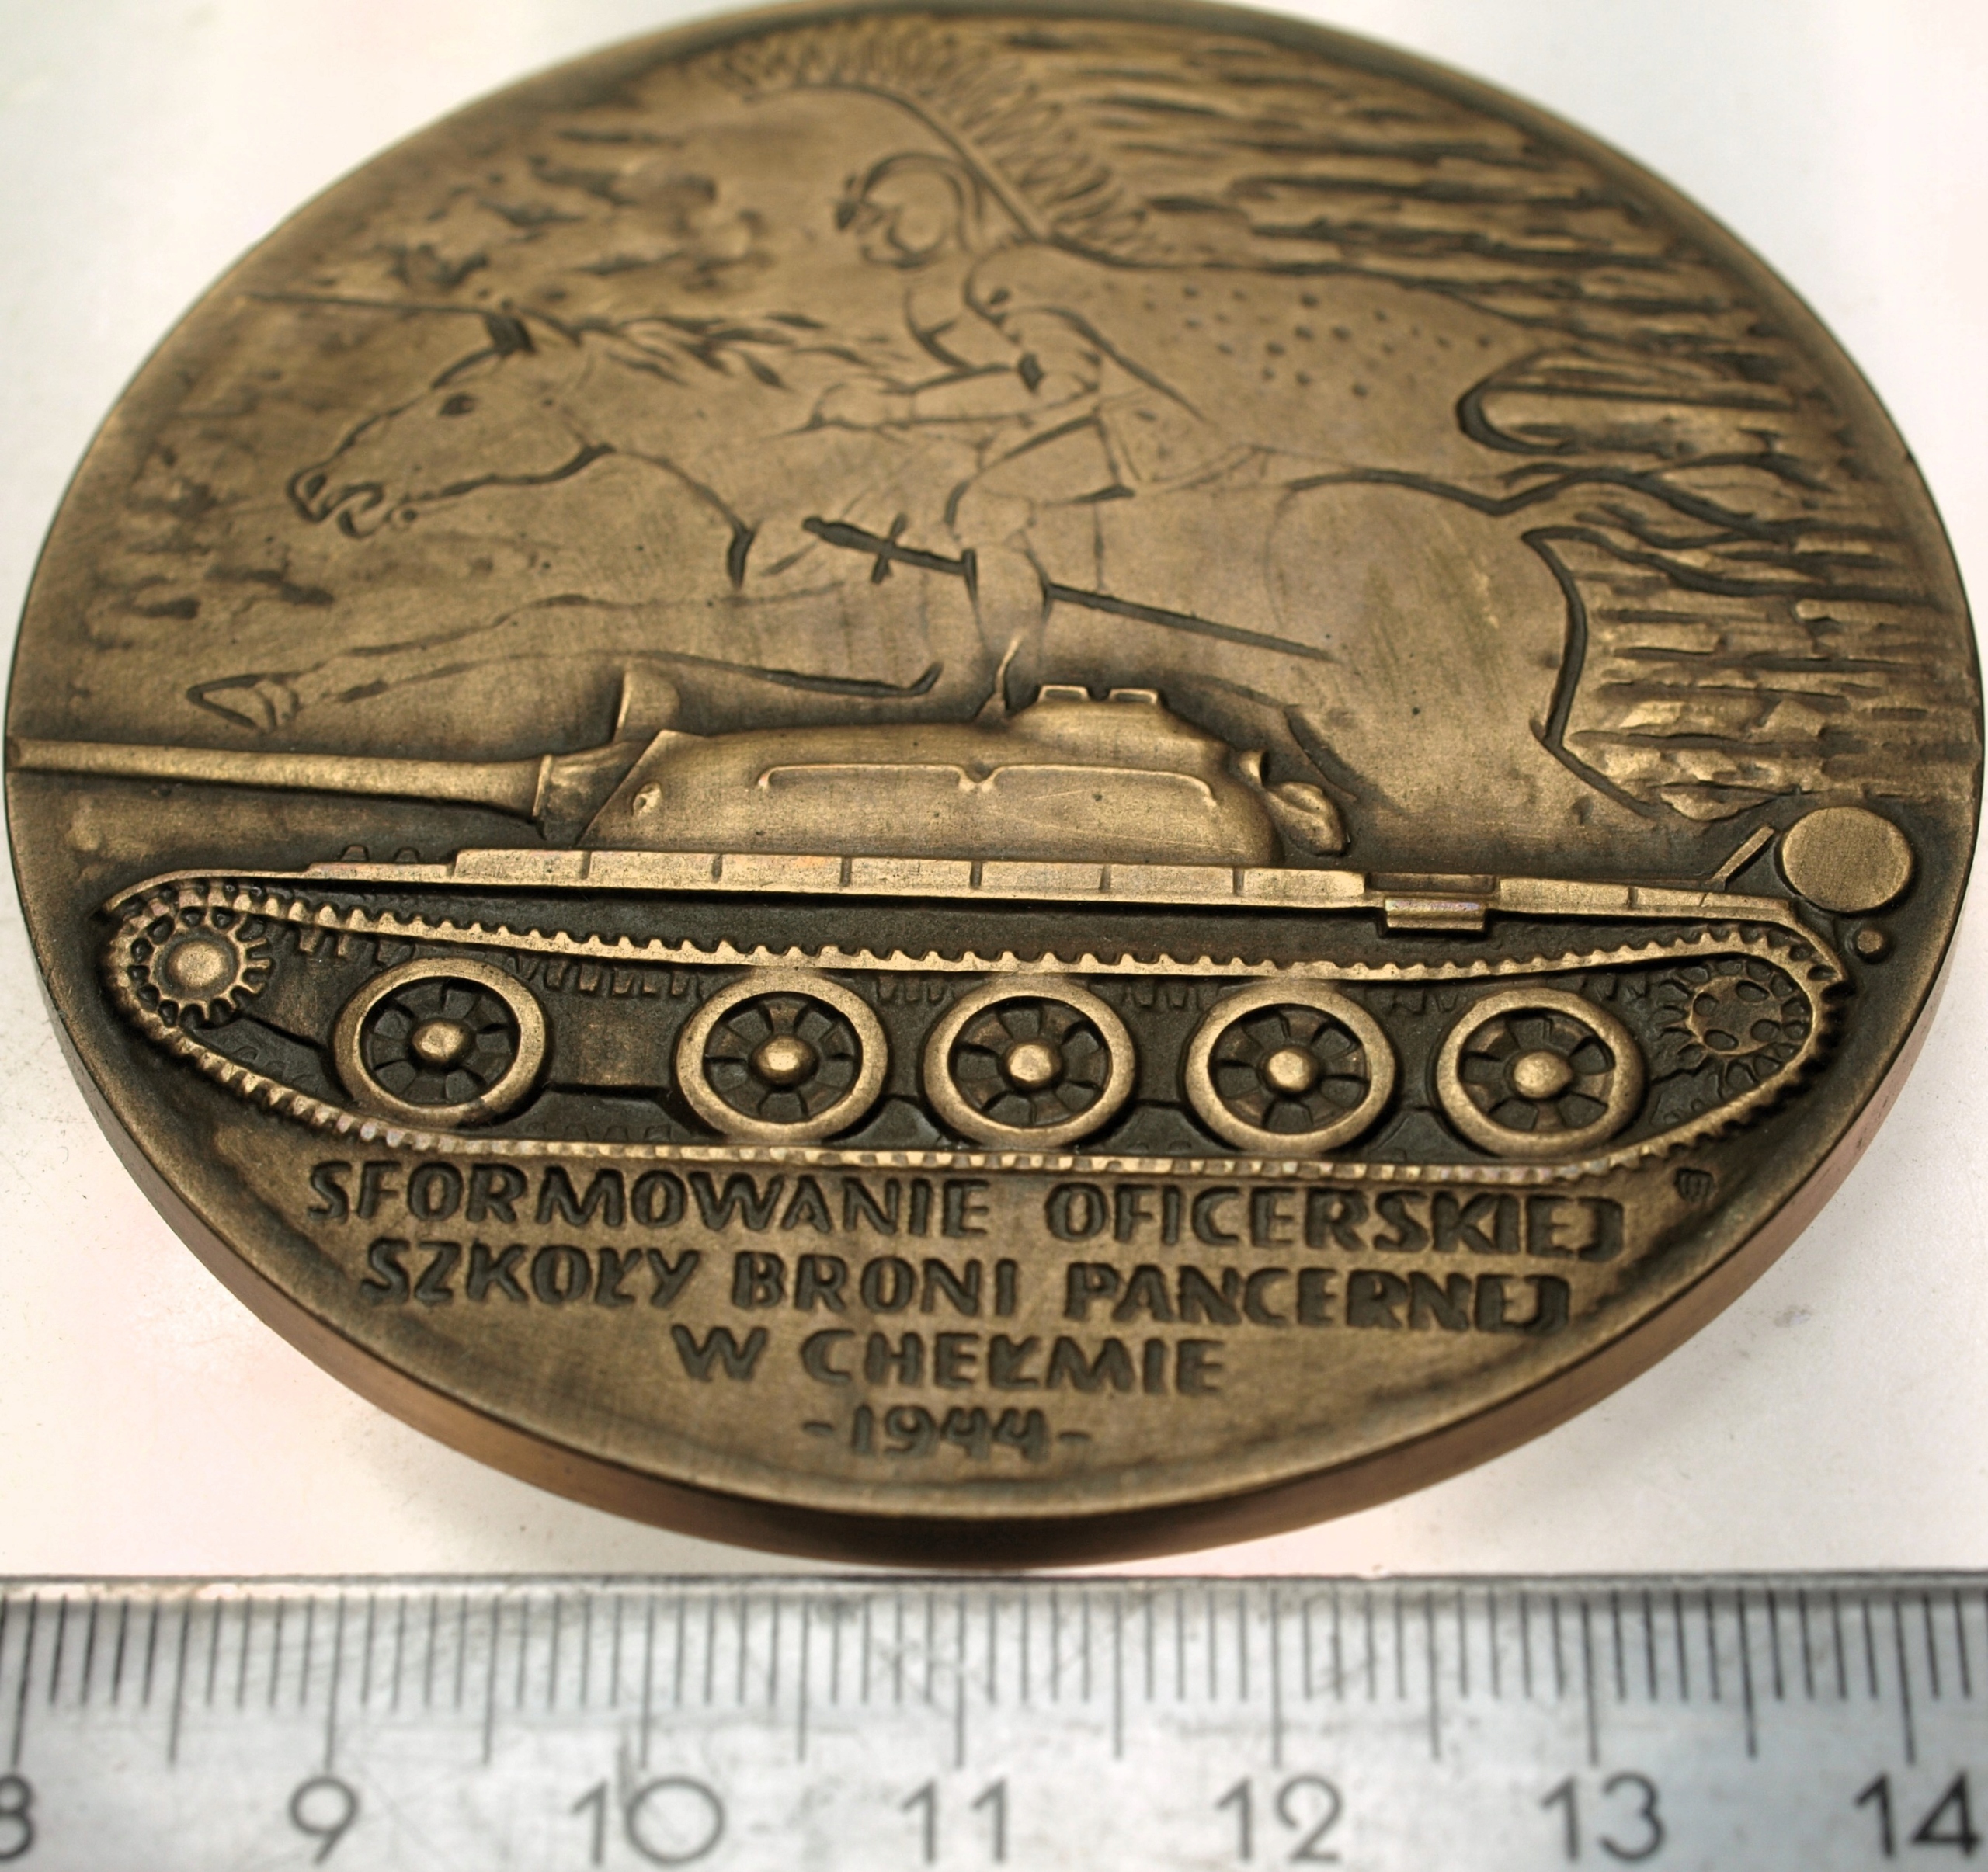 SFORMOWANIE OFICERSKIEJ
SZKOŁY BRONI PANCERNEJ
W CHEŁMIE
-1944-
8 9 10 11 12 13 14